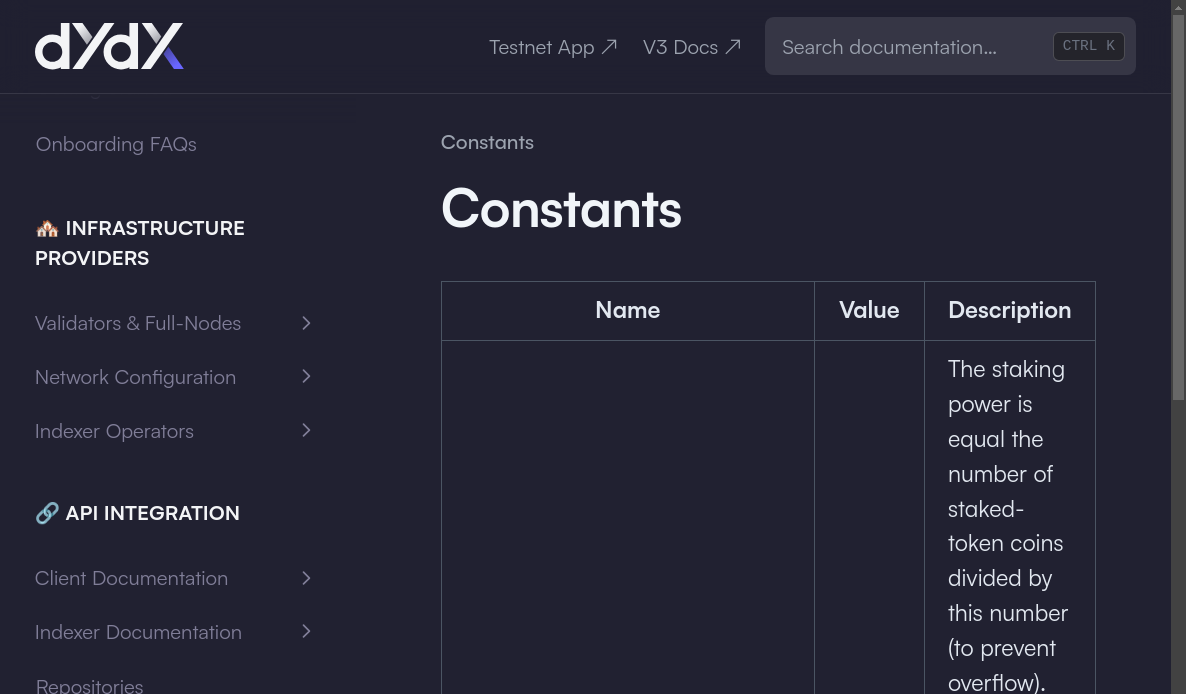 dYdX
Testnet App
V3 Docs
Search documentation…
CTRL K
Onboarding FAQs
INFRASTRUCTURE
PROVIDERS
Validators & Full-Nodes
Network Configuration
Indexer Operators
API INTEGRATION
Client Documentation
Indexer Documentation
Repositories
Constants
Constants
Name
Value
Description
The staking
power is
equal the
number of
staked-
token coins
divided by
this number
(to prevent
overflow).